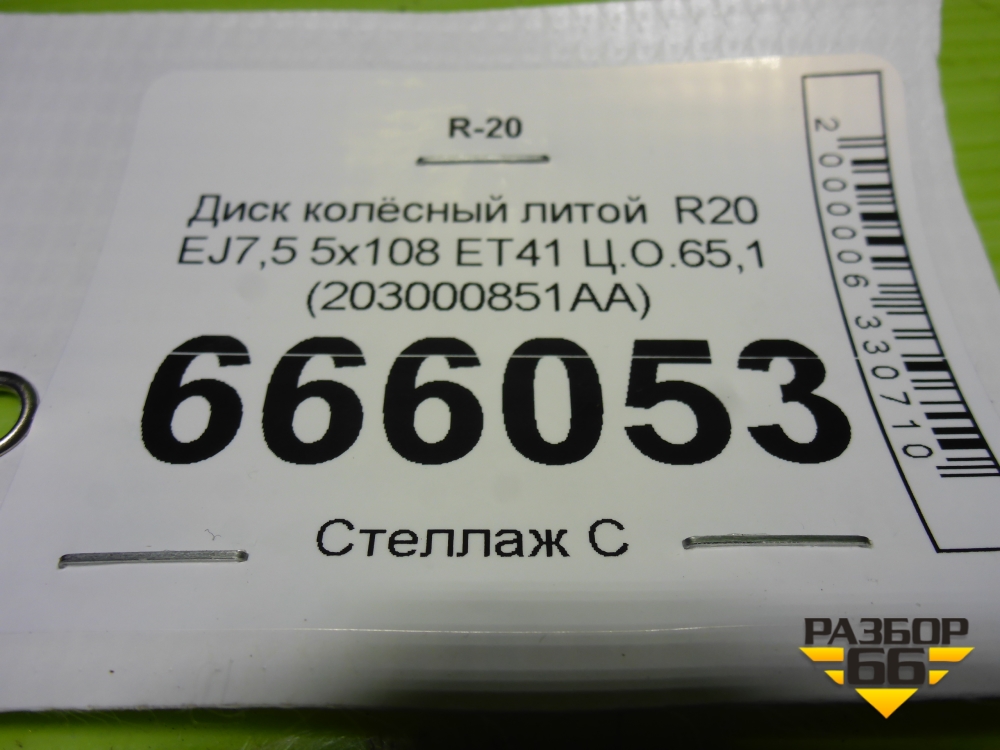 R-20
Диск колёсный литой R20
EJ7,5 5x108 ET41 Ц.О.65,1
(203000851AA)
666053
Стеллаж С
2000006330710
РАЗБОР
66